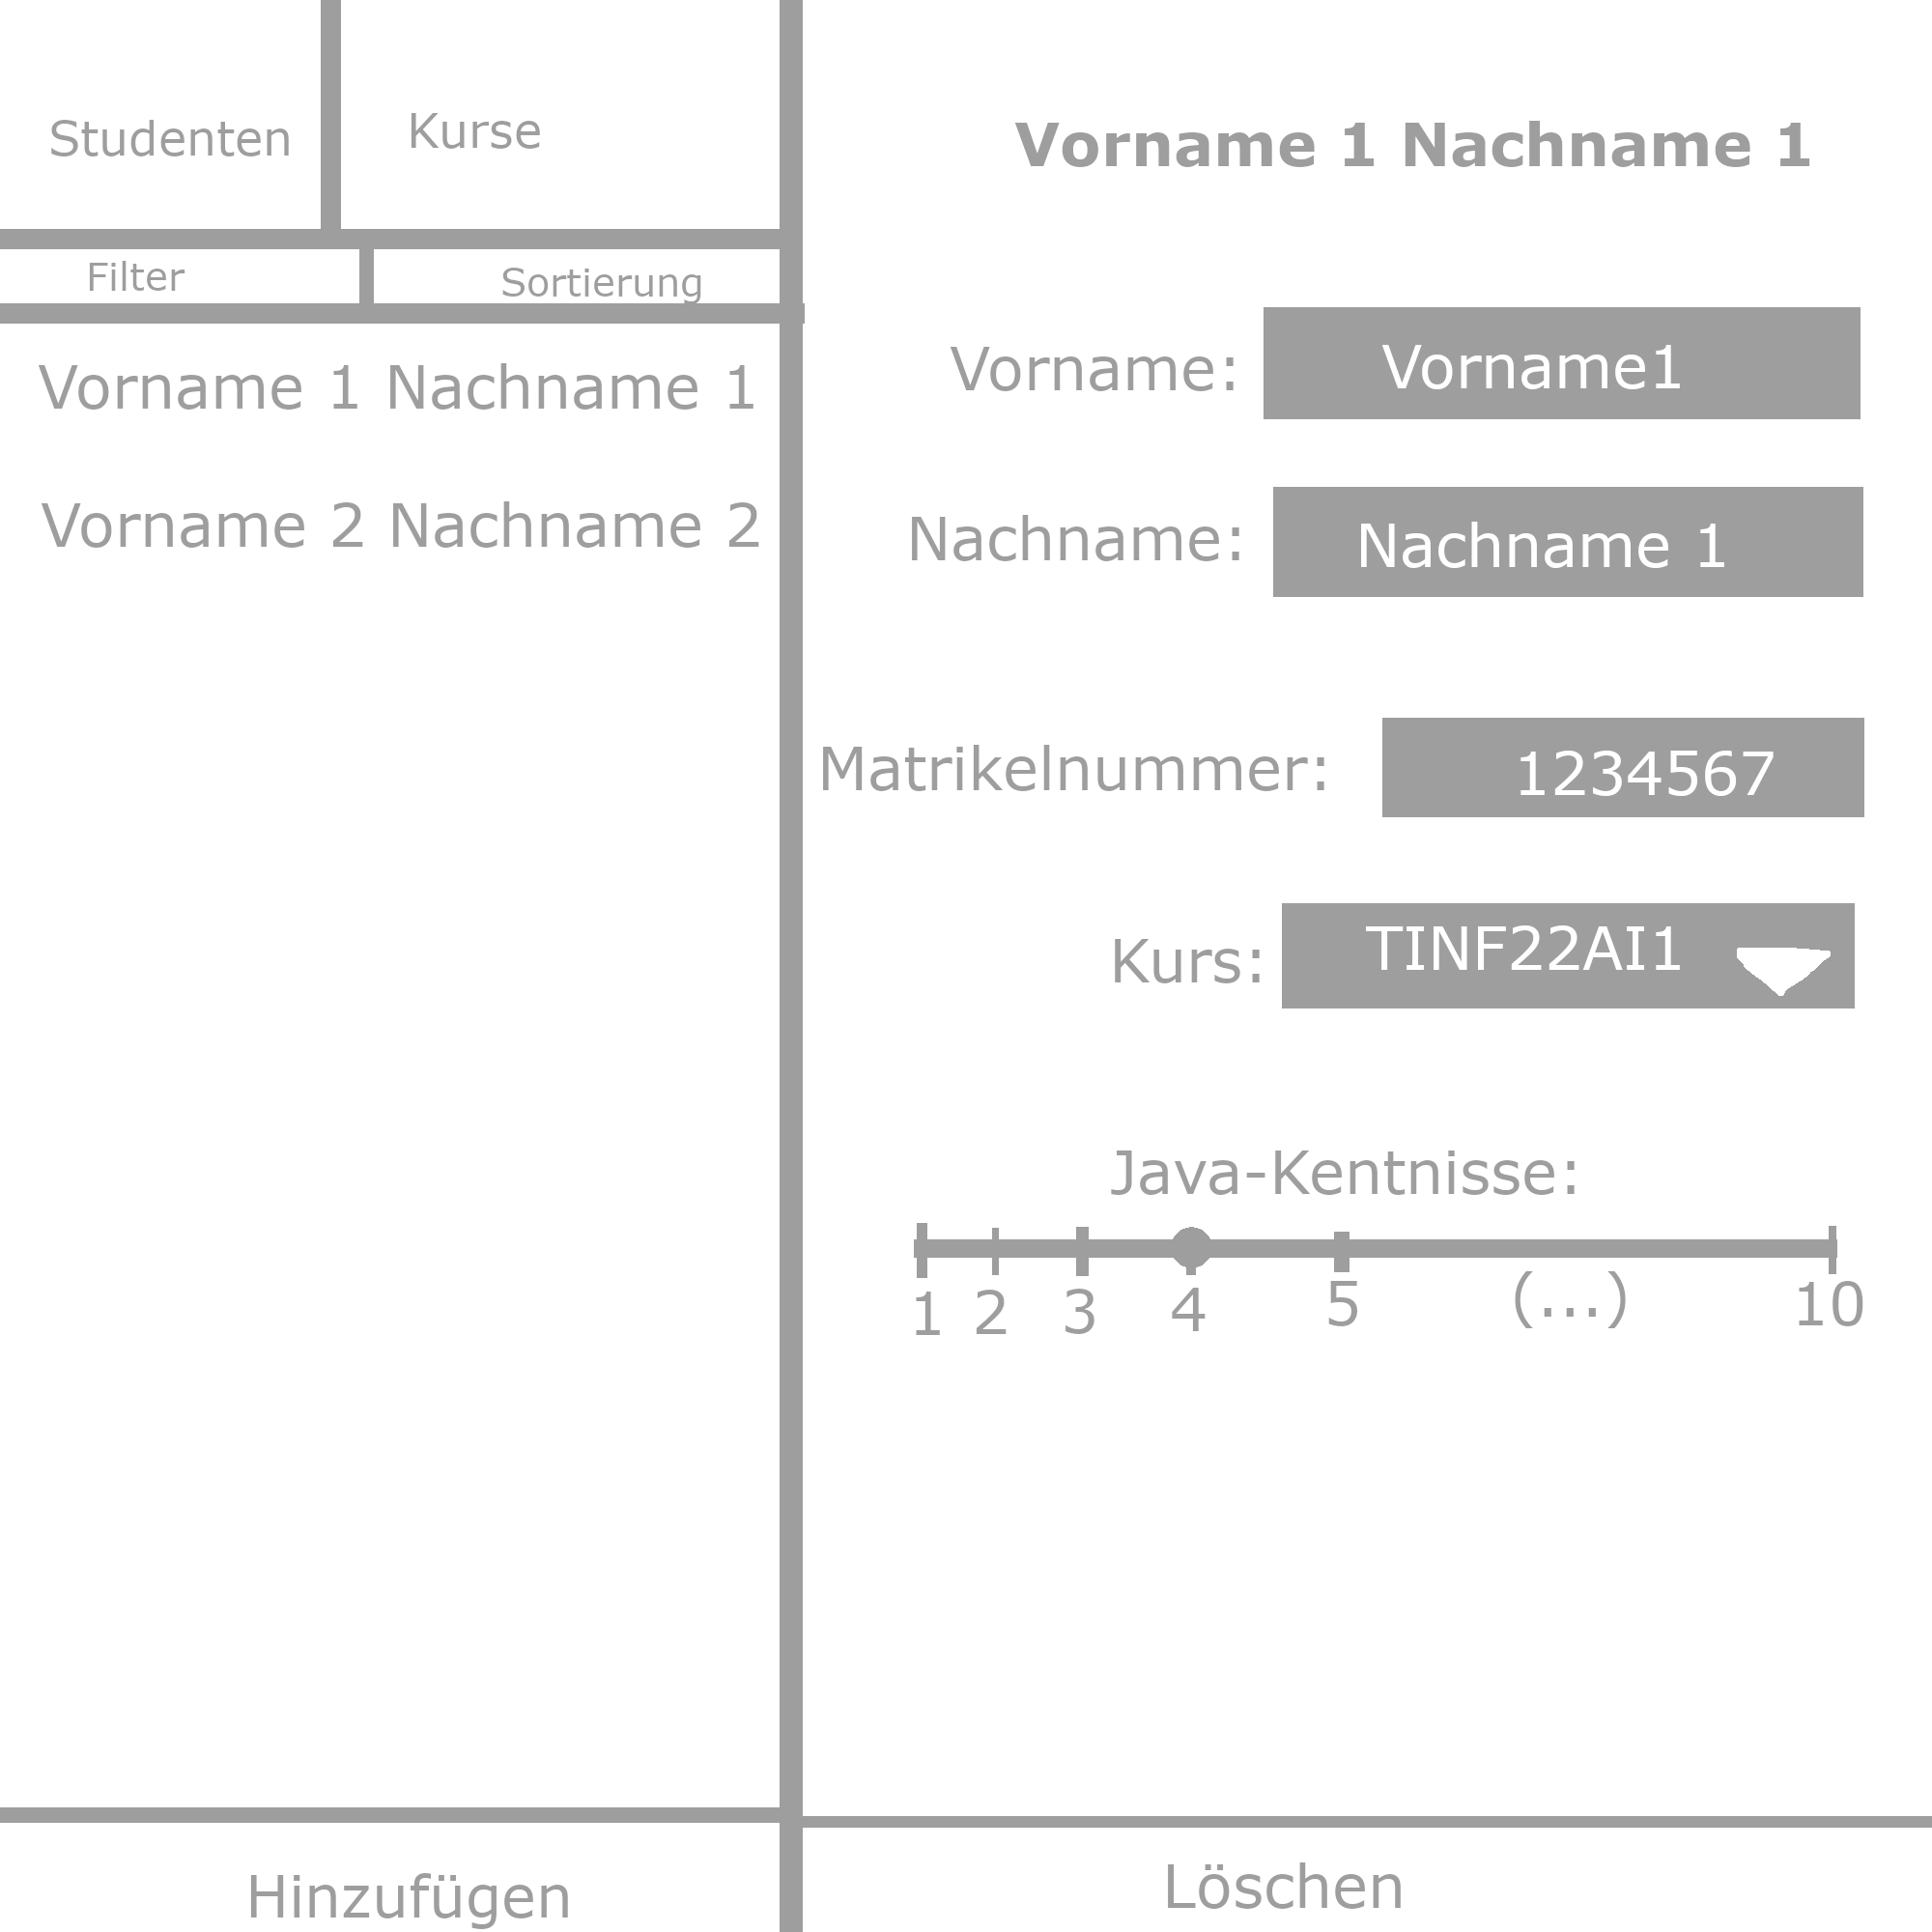 Studenten
Kurse
Filter
Sortierung
Vorname 1 Nachname 1
Vorname 2 Nachname 2
Hinzufügen
Vorname 1 Nachname 1
Vorname: Vorname1
Nachname: Nachname 1
Matrikelnummer: 1234567
Kurs: TINF22AI1
Java-Kentnisse:
1 2 3 4 5 (...) 10
Löschen